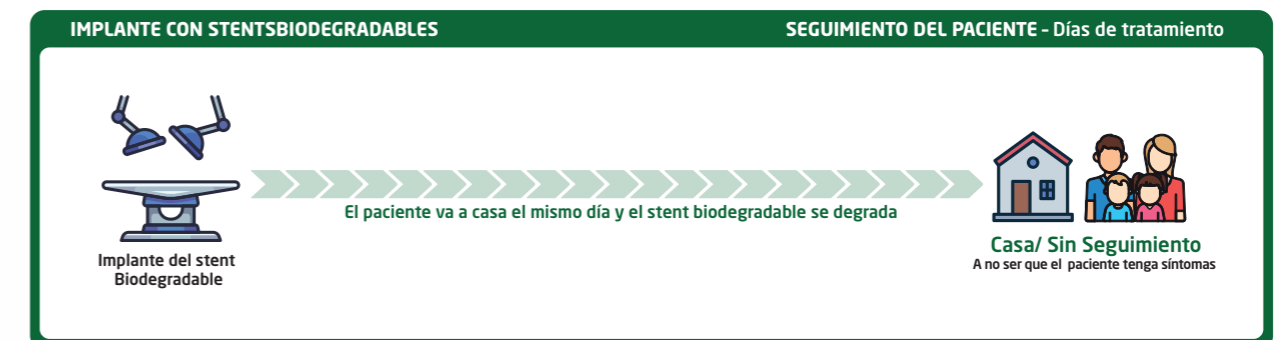 IMPLANTE CON STENTSBIODEGRADABLES
SEGUIMIENTO DEL PACIENTE - Días de tratamiento
El paciente va a casa el mismo día y el stent biodegradable se degrada
Implante del stent
Biodegradable
Casa/ Sin Seguimiento
A no ser que el paciente tenga síntomas